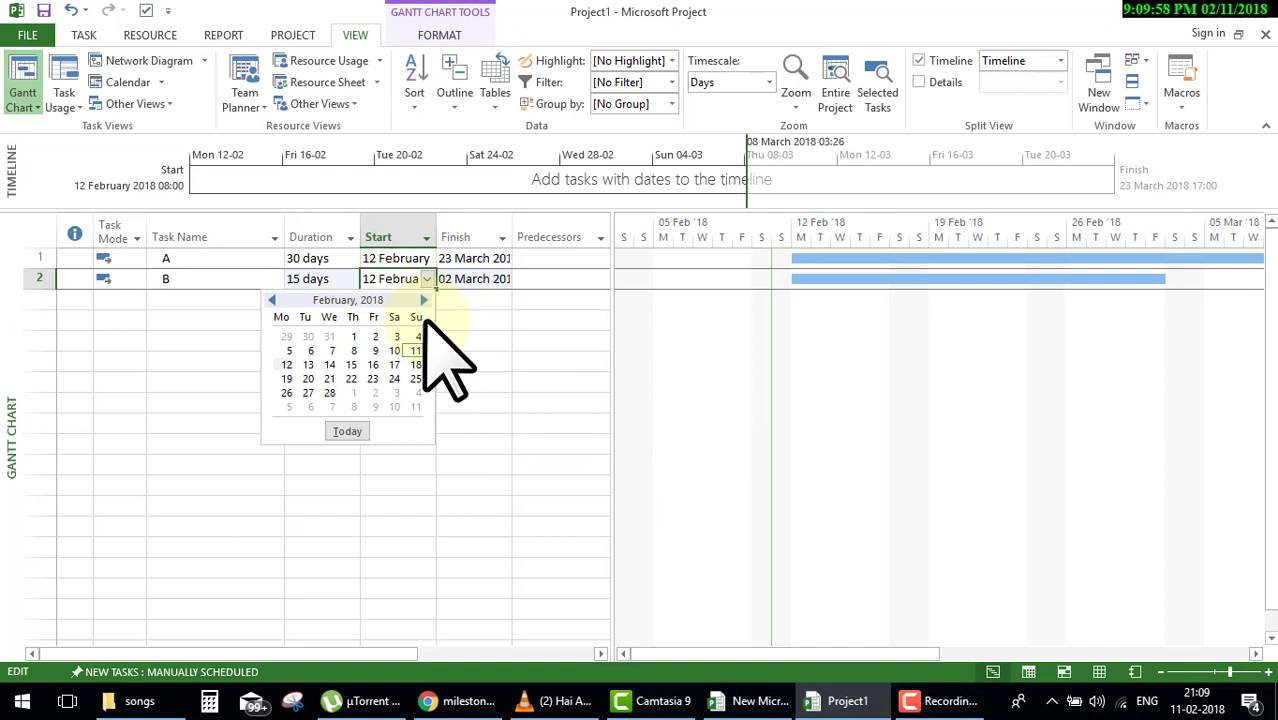 9:09:58 PM 02/11/2018
GANTT CHART TOOLS
Project1 - Microsoft Project
Sign in
FILE TASK RESOURCE REPORT PROJECT VIEW FORMAT
Gantt Chart
Task Usage
Network Diagram
Calendar
Other Views
Task Views
Team Planner
Resource Usage
Resource Sheet
Other Views
Resource Views
Sort
Outline
Tables
Highlight: [No Highlight]
Filter: [No Filter]
Group by: [No Group]
Data
Timescale:
Days
Zoom
Entire Project
Selected Tasks
Zoom
Timeline Timeline
Details
Split View
New Window
Window
Macros
Macros
TIMELINE
08 March 2018 03:26
Mon 12-02 Fri 16-02 Tue 20-02 Sat 24-02 Wed 28-02 Sun 04-03 Thu 08-03 Mon 12-03 Fri 16-03 Tue 20-03
Start
12 February 2018 08:00
Add tasks with dates to the timeline
Finish
23 March 2018 17:00
Task Mode Task Name Duration Start Finish Predecessors
05 Feb '18 12 Feb '18 19 Feb '18 26 Feb '18 05 Mar '18
S S M T W T F S S M T W T F S S M T W T F S S M T W T F S S M T W
1 A 30 days 12 February 23 March 201
2 B 15 days 12 Februa 02 March 201
February, 2018
Mo Tu We Th Fr Sa Su
29 30 31 1 2 3 4
5 6 7 8 9 10 11
12 13 14 15 16 17 18
19 20 21 22 23 24 25
26 27 28 1 2 3 4
5 6 7 8 9 10 11
Today
GANTT CHART
EDIT NEW TASKS : MANUALLY SCHEDULED
songs
99+
µTorrent ...
mileston...
(2) Hai A...
Camtasia 9
New Micr...
Project1
Recordin...
ENG
21:09
11-02-2018
4